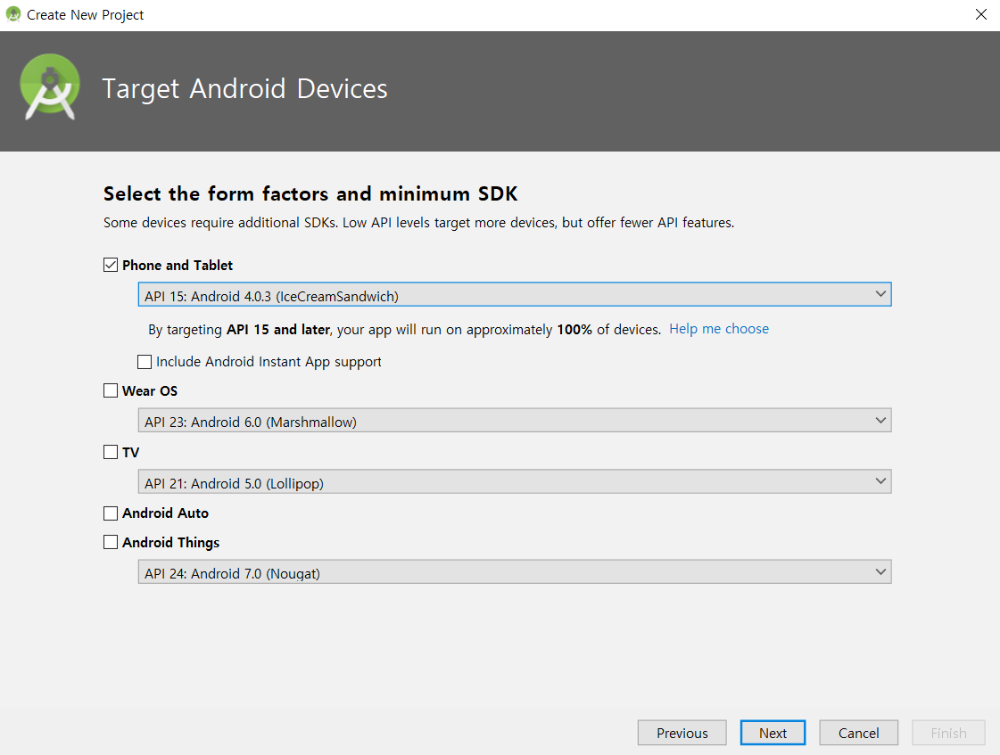 Create New Project
Target Android Devices
Select the form factors and minimum SDK
Some devices require additional SDKs. Low API levels target more devices, but offer fewer API features.
Phone and Tablet
API 15: Android 4.0.3 (IceCreamSandwich)
By targeting API 15 and later, your app will run on approximately 100% of devices. Help me choose
Include Android Instant App support
Wear OS
API 23: Android 6.0 (Marshmallow)
TV
API 21: Android 5.0 (Lollipop)
Android Auto
Android Things
API 24: Android 7.0 (Nougat)
Previous Next Cancel Finish